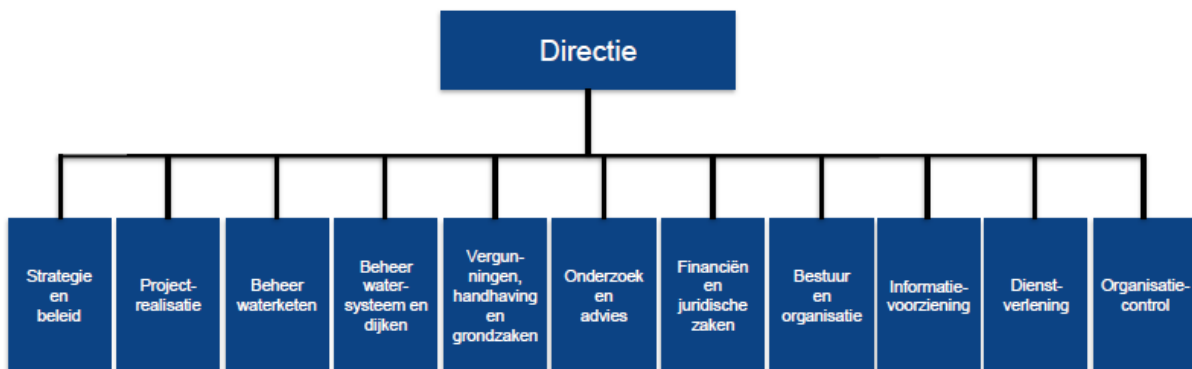 Directie
Strategie
en
beleid
Project-
realisatie
Beheer
waterketen
Beheer
water-
systeem en
dijken
Vergun-
ningen,
handhaving
en
grondzaken
Onderzoek
en
advies
Financiën
en
juridische
zaken
Bestuur
en
organisatie
Informatie-
voorziening
Dienst-
verlening
Organisatie-
control